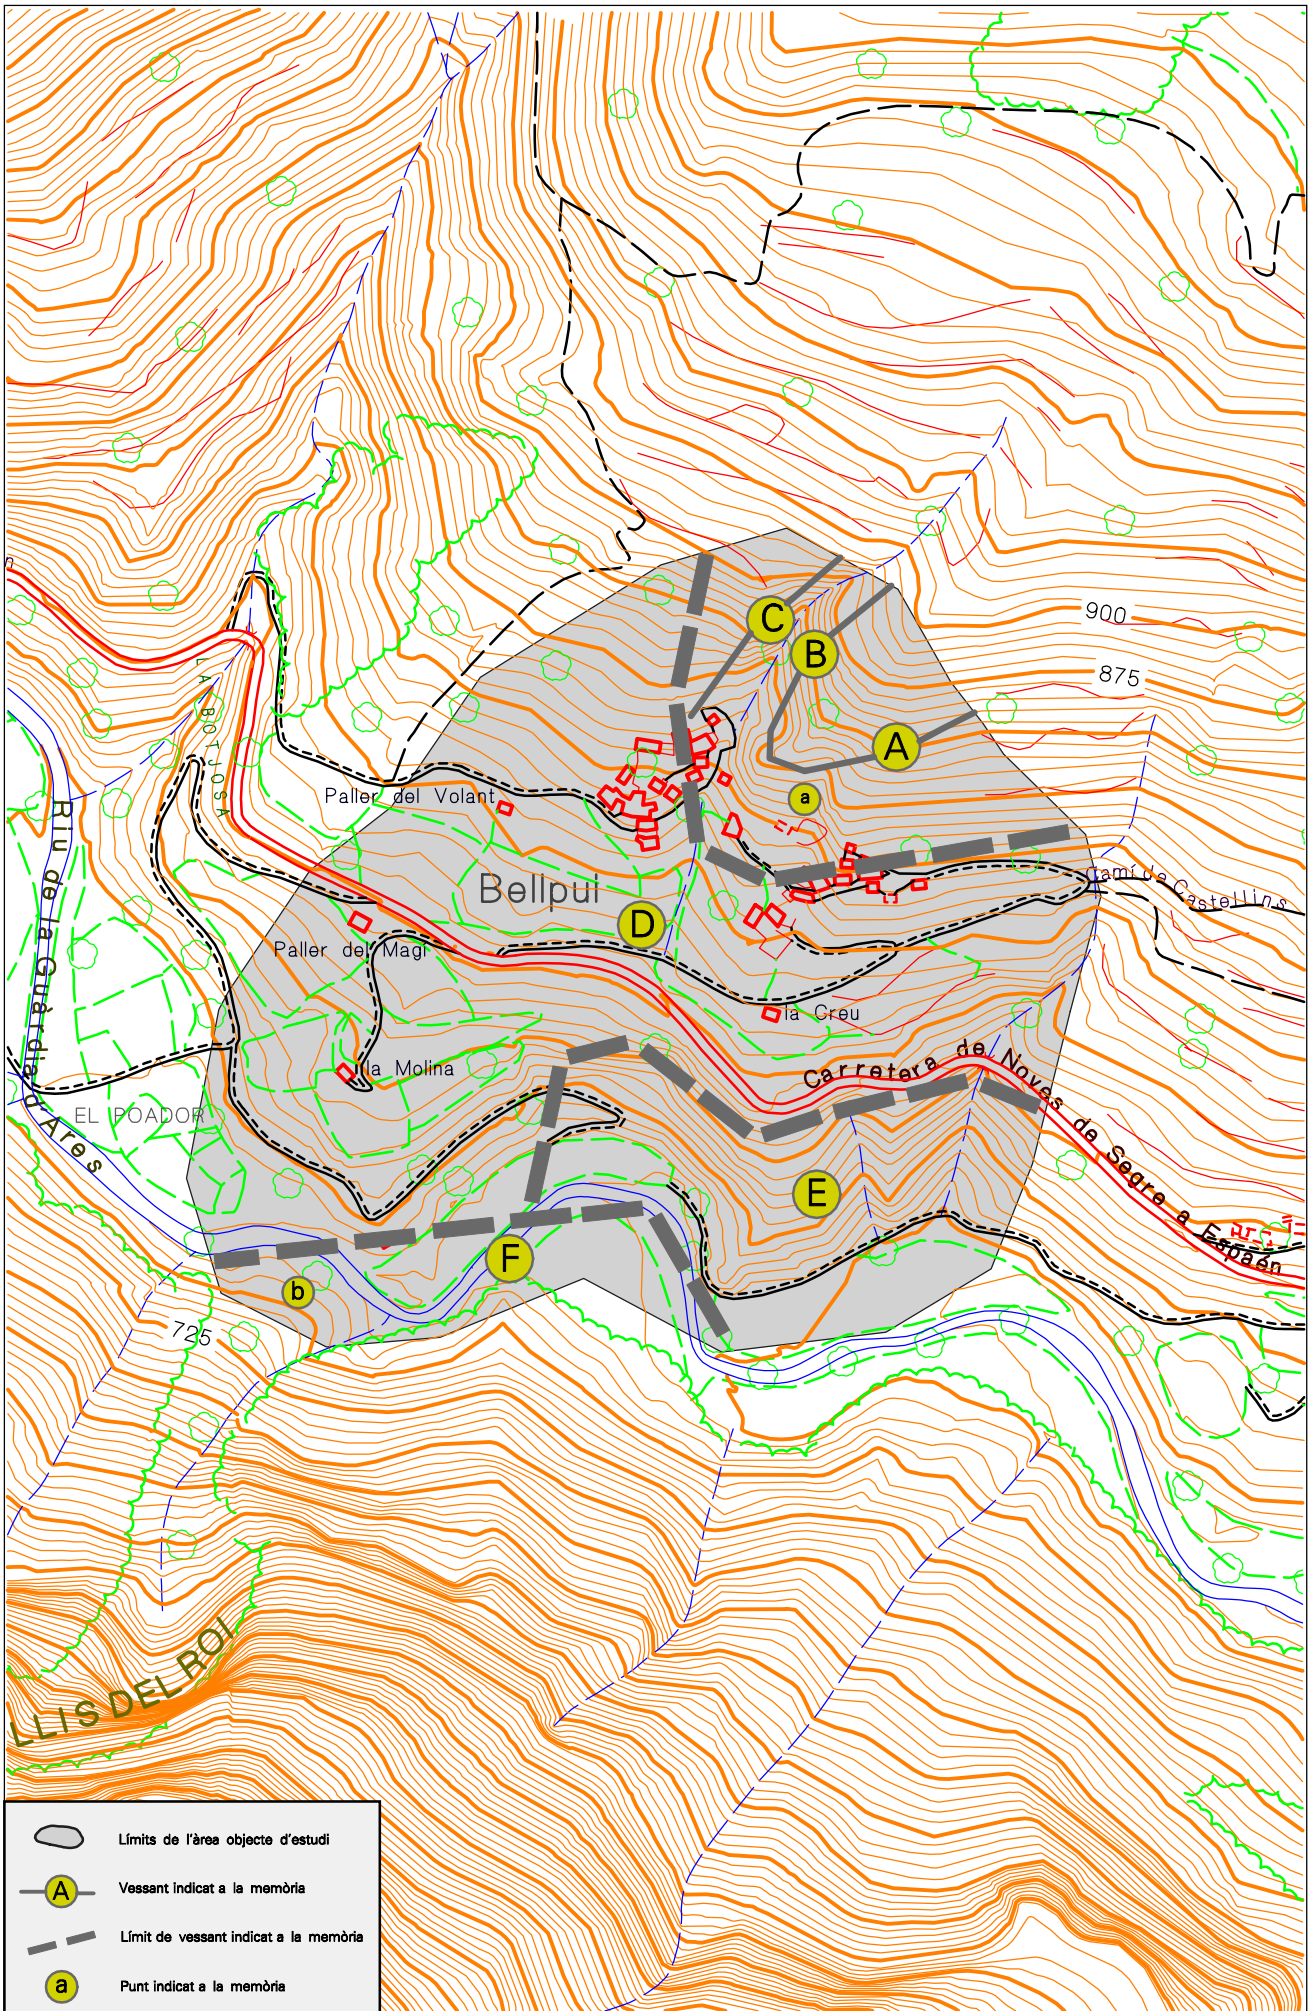 n
900
C
B
875
A
LA BOTJOSA
Paller del Volant
a
Riu de la Guàrdia d'Ares
Bellpui
Camí de Castellins
D
Paller del Magí
la Creu
la Molina
Carretera de Noves de Segre a Espaén
EL POADOR
E
F
b
725
LLIS DEL ROI
Límits de l'àrea objecte d'estudi
A
Vessant indicat a la memòria
Límit de vessant indicat a la memòria
a
Punt indicat a la memòria